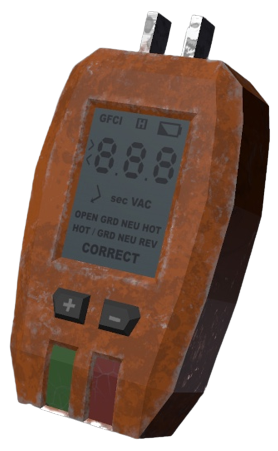 GFCI H
8.8.8
sec VAC
OPEN GRD NEU HOT
HOT / GRD NEU REV
CORRECT
+ -